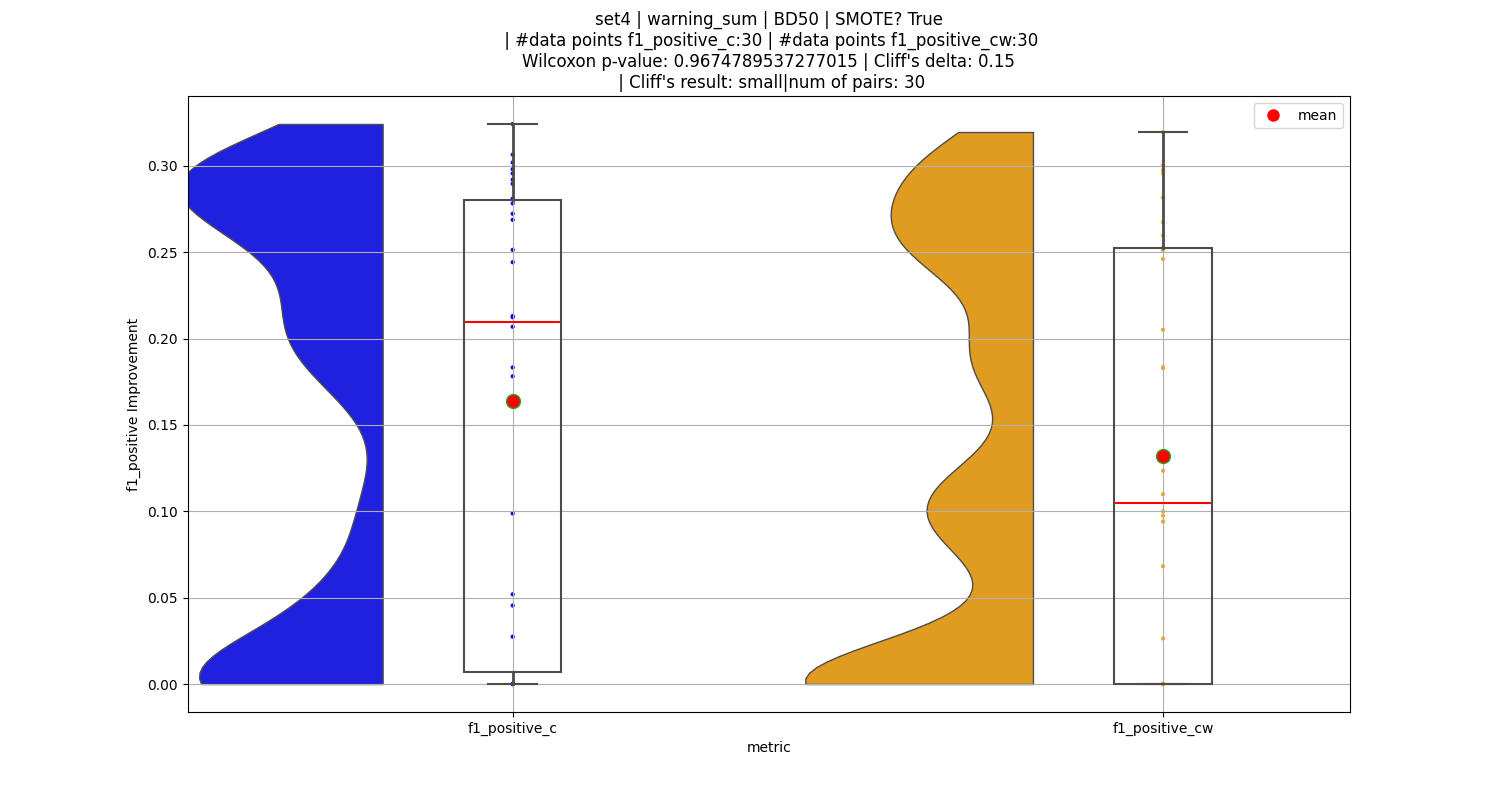 set4 | warning_sum | BD50 | SMOTE? True
| #data points f1_positive_c:30 | #data points f1_positive_cw:30
Wilcoxon p-value: 0.9674789537277015 | Cliff's delta: 0.15
| Cliff's result: small|num of pairs: 30
mean
0.30
0.25
0.20
0.15
0.10
0.05
0.00
f1_positive Improvement
f1_positive_c
f1_positive_cw
metric